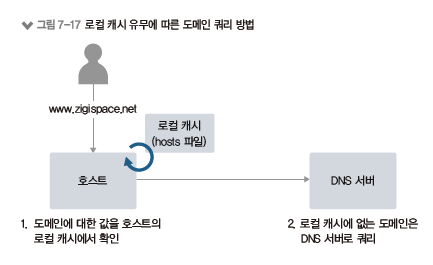 그림 7-17 로컬 캐시 유무에 따른 도메인 쿼리 방법
www.zigispace.net
로컬 캐시
(hosts 파일)
호스트
DNS 서버
1. 도메인에 대한 값을 호스트의
로컬 캐시에서 확인
2. 로컬 캐시에 없는 도메인은
DNS 서버로 쿼리